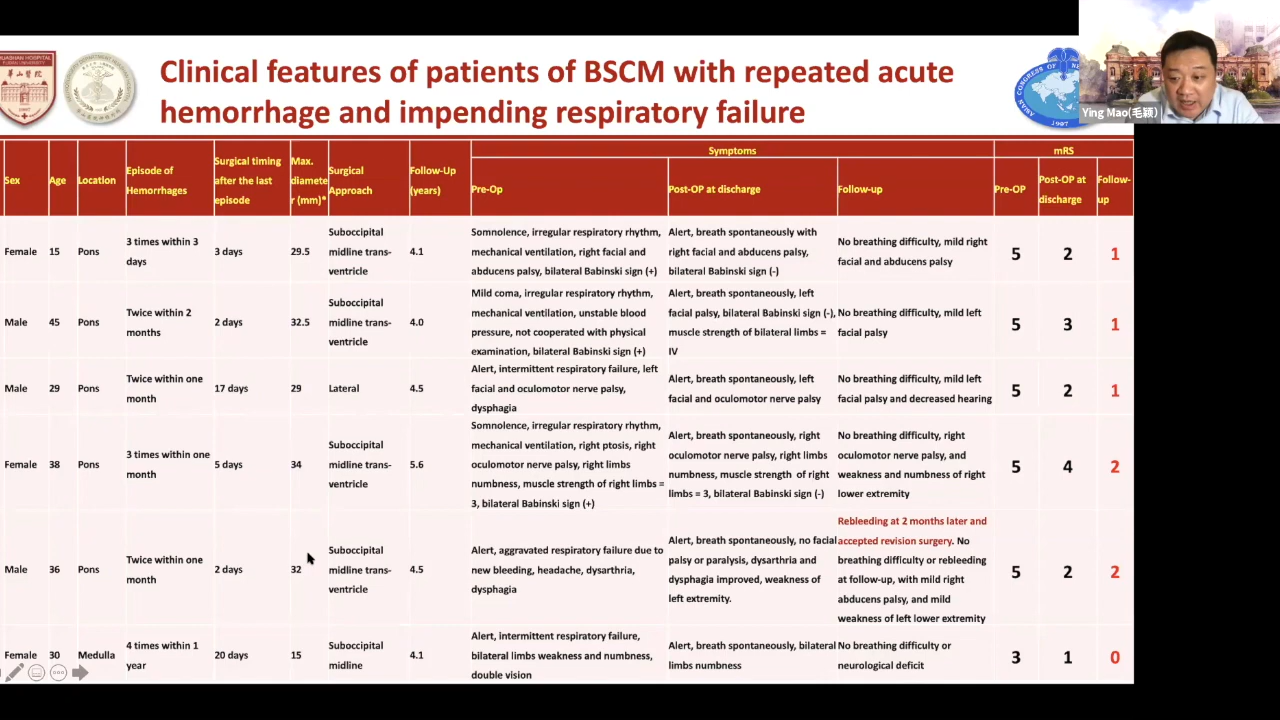 Clinical features of patients of BSCM with repeated acute
hemorrhage and impending respiratory failure
HUASHAN HOSPITAL
華山醫院
1907
1997
Ying Mao(毛颖)
Symptoms
mRS
Sex
Age
Location
Episode of
Hemorrhages
Surgical timing
after the last
episode
Max.
diamete
r (mm)*
Surgical
Approach
Follow-Up
(years)
Pre-Op
Post-OP at discharge
Follow-up
Pre-OP
Post-OP at
discharge
Follow-
up
Female
15
Pons
3 times within 3
days
3 days
29.5
Suboccipital
midline trans-
ventricle
4.1
Somnolence, irregular respiratory rhythm,
mechanical ventilation, right facial and
abducens palsy, bilateral Babinski sign (+)
Alert, breath spontaneously with
right facial and abducens palsy,
bilateral Babinski sign (-)
No breathing difficulty, mild right
facial and abducens palsy
5
2
1
Male
45
Pons
Twice within 2
months
2 days
32.5
Suboccipital
midline trans-
ventricle
4.0
Mild coma, irregular respiratory rhythm,
mechanical ventilation, unstable blood
pressure, not cooperated with physical
examination, bilateral Babinski sign (+)
Alert, breath spontaneously, left
facial palsy, bilateral Babinski sign (-),
muscle strength of bilateral limbs =
IV
No breathing difficulty, mild left
facial palsy
5
3
1
Male
29
Pons
Twice within one
month
17 days
29
Lateral
4.5
Alert, intermittent respiratory failure, left
facial and oculomotor nerve palsy,
dysphagia
Alert, breath spontaneously, left
facial and oculomotor nerve palsy
No breathing difficulty, mild left
facial palsy and decreased hearing
5
2
1
Female
38
Pons
3 times within one
month
5 days
34
Suboccipital
midline trans-
ventricle
5.6
Somnolence, irregular respiratory rhythm,
mechanical ventilation, right ptosis, right
oculomotor nerve palsy, right limbs
numbness, muscle strength of right limbs =
3, bilateral Babinski sign (+)
Alert, breath spontaneously, right
oculomotor nerve palsy, right limbs
numbness, muscle strength of right
limbs = 3, bilateral Babinski sign (-)
No breathing difficulty, right
oculomotor nerve palsy, and
weakness and numbness of right
lower extremity
5
4
2
Male
36
Pons
Twice within one
month
2 days
32
Suboccipital
midline trans-
ventricle
4.5
Alert, aggravated respiratory failure due to
new bleeding, headache, dysarthria,
dysphagia
Alert, breath spontaneously, no facial
palsy or paralysis, dysarthria and
dysphagia improved, weakness of
left extremity.
Rebleeding at 2 months later and
accepted revision surgery. No
breathing difficulty or rebleeding
at follow-up, with mild right
abducens palsy, and mild
weakness of left lower extremity
5
2
2
Female
30
Medulla
4 times within 1
year
20 days
15
Suboccipital
midline
4.1
Alert, intermittent respiratory failure,
bilateral limbs weakness and numbness,
double vision
Alert, breath spontaneously, bilateral
limbs numbness
No breathing difficulty or
neurological deficit
3
1
0